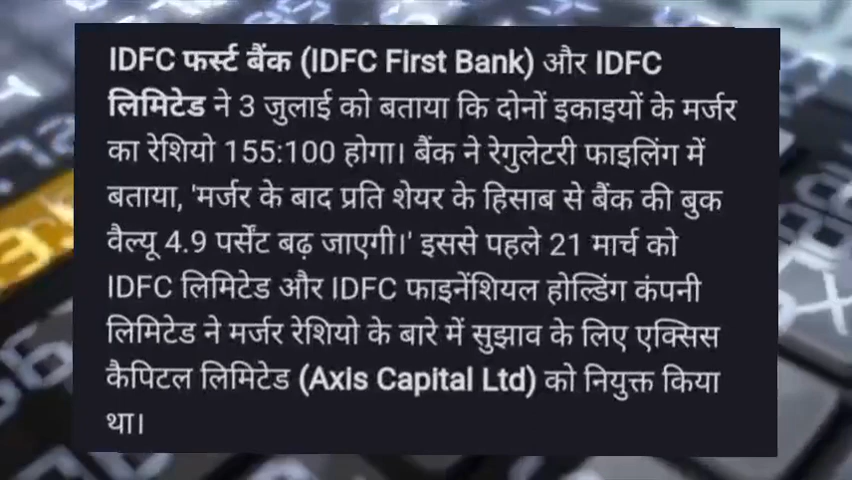 IDFC फर्स्ट बैंक (IDFC First Bank) और IDFC
लिमिटेड ने 3 जुलाई को बताया कि दोनों इकाइयों के मर्जर
का रेशियो 155:100 होगा। बैंक ने रेगुलेटरी फाइलिंग में
बताया, 'मर्जर के बाद प्रति शेयर के हिसाब से बैंक की बुक
वैल्यू 4.9 पर्सेंट बढ़ जाएगी।' इससे पहले 21 मार्च को
IDFC लिमिटेड और IDFC फाइनेंशियल होल्डिंग कंपनी
लिमिटेड ने मर्जर रेशियो के बारे में सुझाव के लिए एक्सिस
कैपिटल लिमिटेड (Axis Capital Ltd) को नियुक्त किया
था।